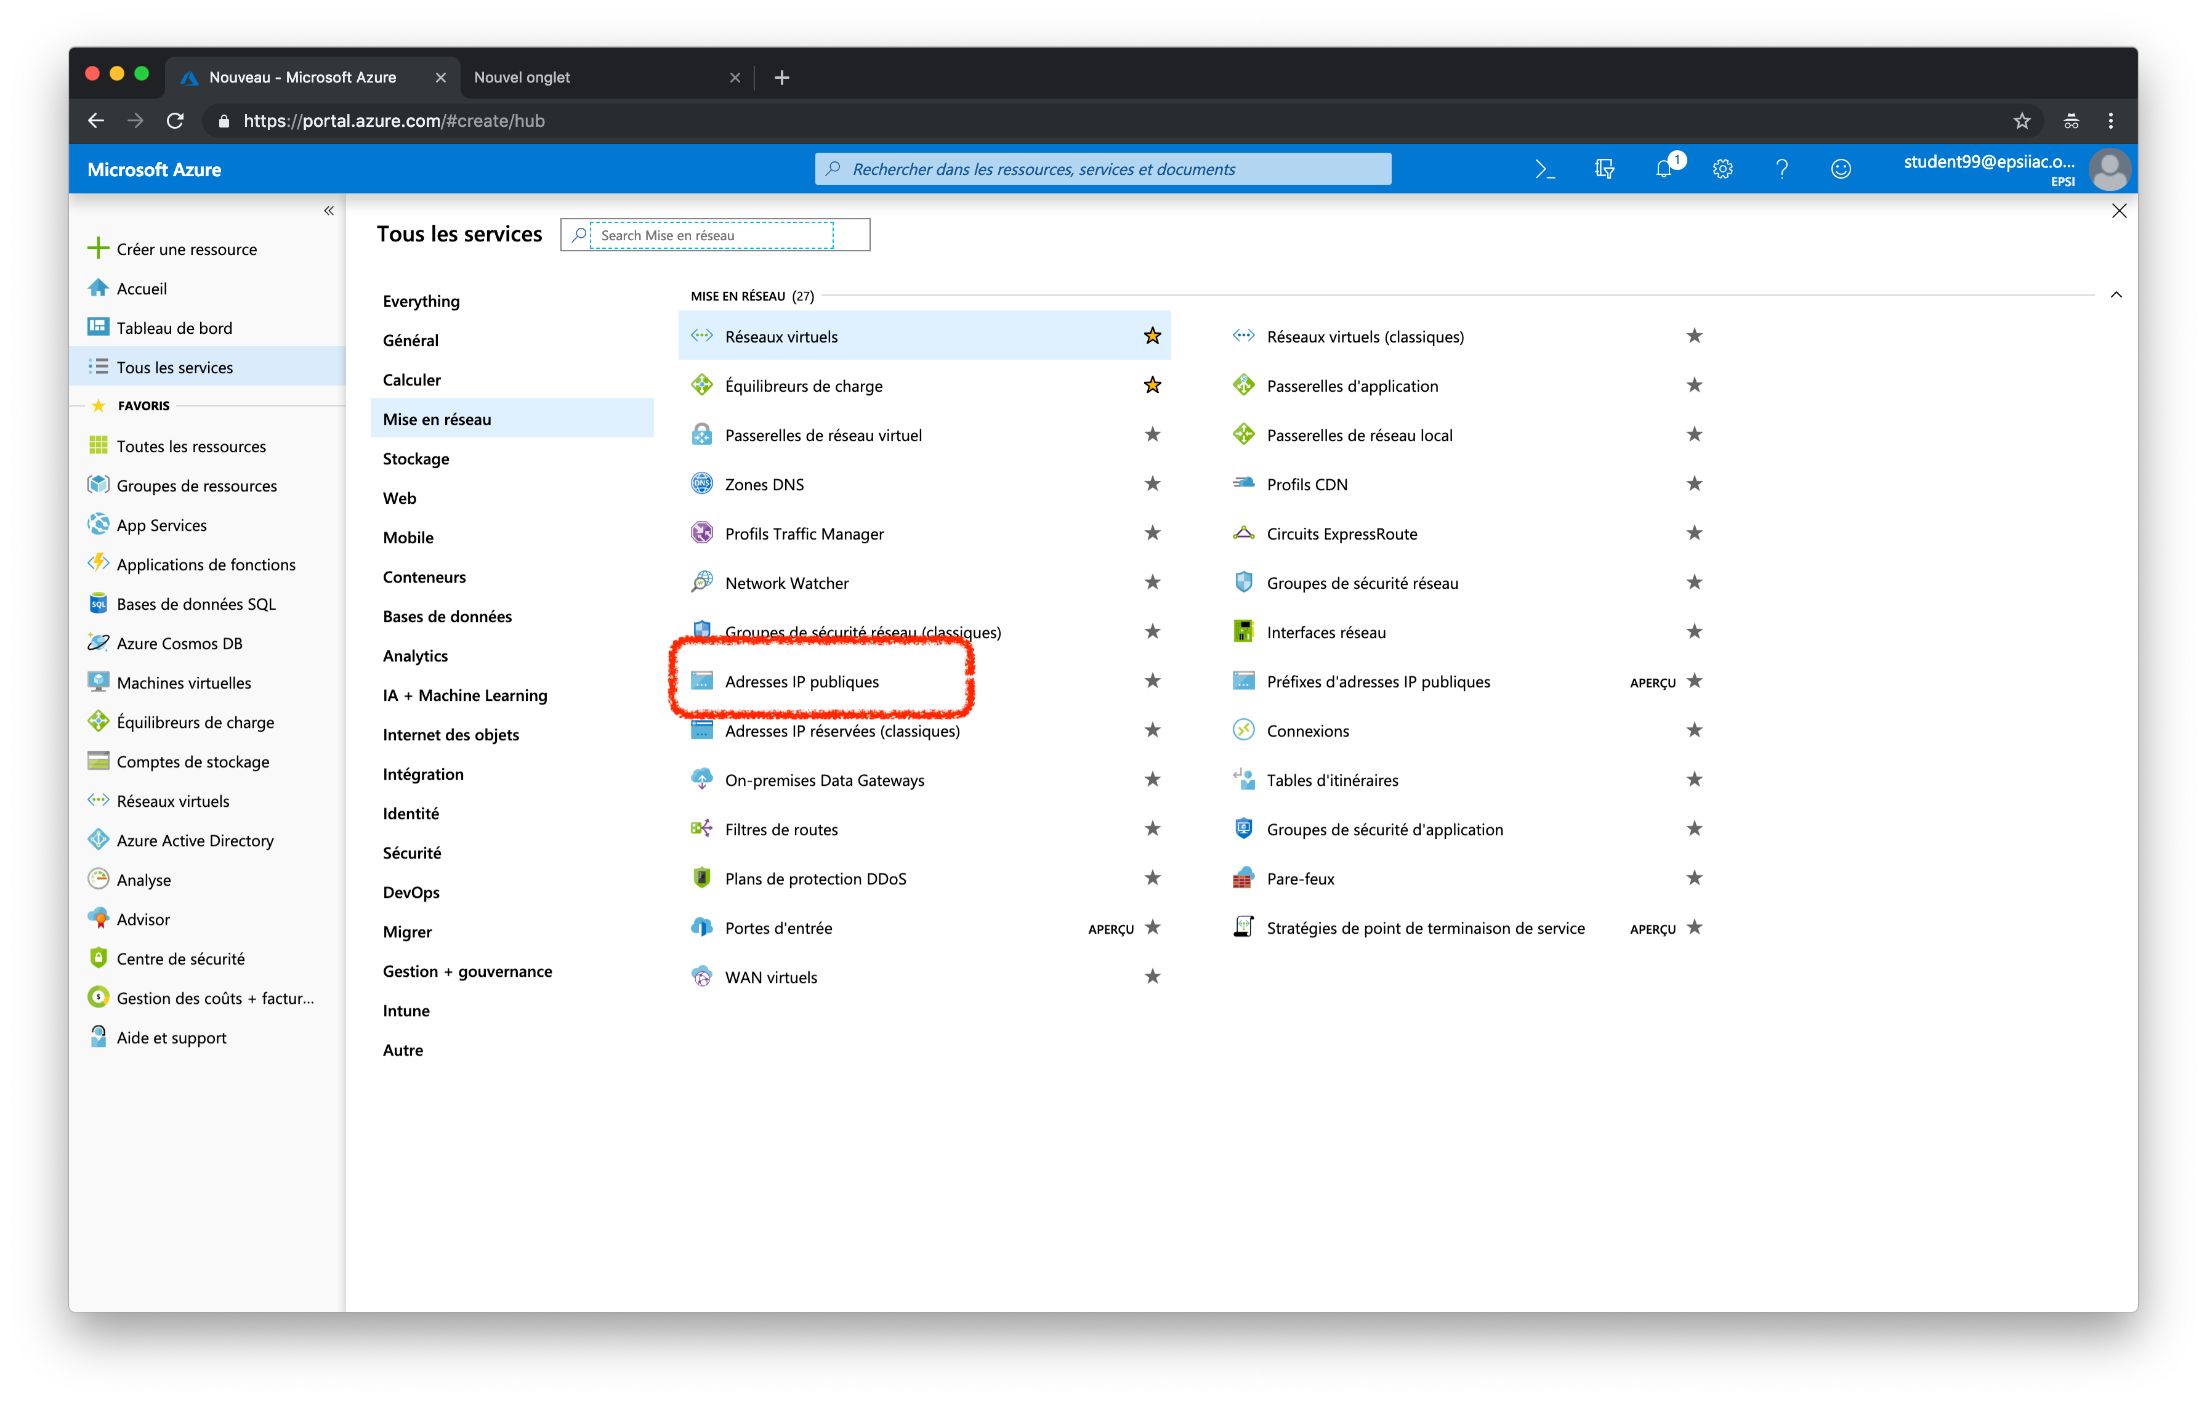 Nouveau - Microsoft Azure
Nouvel onglet
https://portal.azure.com/#create/hub
Microsoft Azure
Rechercher dans les ressources, services et documents
1
student99@epsiiac.o...
EPSI
Créer une ressource
Accueil
Tableau de bord
Tous les services
FAVORIS
Toutes les ressources
Groupes de ressources
App Services
Applications de fonctions
Bases de données SQL
Azure Cosmos DB
Machines virtuelles
Équilibreurs de charge
Comptes de stockage
Réseaux virtuels
Azure Active Directory
Analyse
Advisor
Centre de sécurité
Gestion des coûts + factur...
Aide et support
Tous les services
Search Mise en réseau
Everything
Général
Calculer
Mise en réseau
Stockage
Web
Mobile
Conteneurs
Bases de données
Analytics
IA + Machine Learning
Internet des objets
Intégration
Identité
Sécurité
DevOps
Migrer
Gestion + gouvernance
Intune
Autre
MISE EN RÉSEAU (27)
Réseaux virtuels
Réseaux virtuels (classiques)
Équilibreurs de charge
Passerelles d'application
Passerelles de réseau virtuel
Passerelles de réseau local
Zones DNS
Profils CDN
Profils Traffic Manager
Circuits ExpressRoute
Network Watcher
Groupes de sécurité réseau
Groupes de sécurité réseau (classiques)
Interfaces réseau
Adresses IP publiques
Préfixes d'adresses IP publiques APERÇU
Adresses IP réservées (classiques)
Connexions
On-premises Data Gateways
Tables d'itinéraires
Filtres de routes
Groupes de sécurité d'application
Plans de protection DDoS
Pare-feux
Portes d'entrée APERÇU
Stratégies de point de terminaison de service APERÇU
WAN virtuels